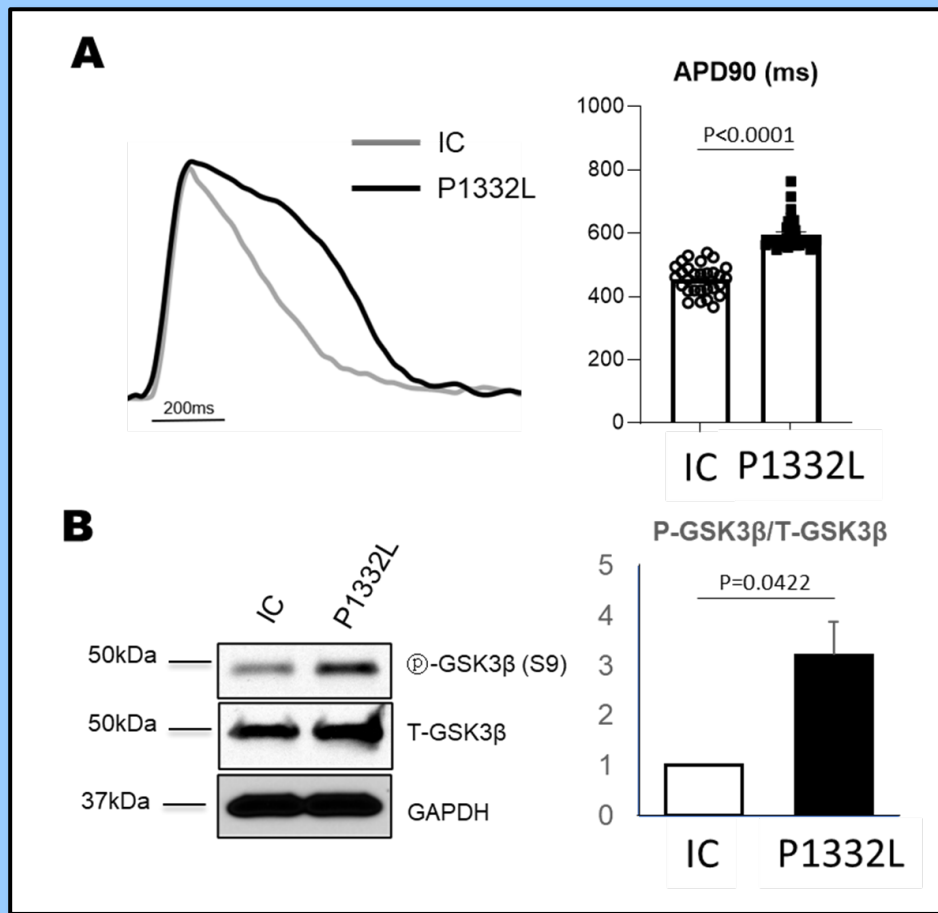 A
IC
P1332L
200ms
APD90 (ms)
1000
P<0.0001
800
600
400
200
0
IC P1332L
B
IC P1332L
50kDa
ⓟ-GSK3β (S9)
50kDa
T-GSK3β
37kDa
GAPDH
P-GSK3β/T-GSK3β
5
P=0.0422
4
3
2
1
0
IC P1332L